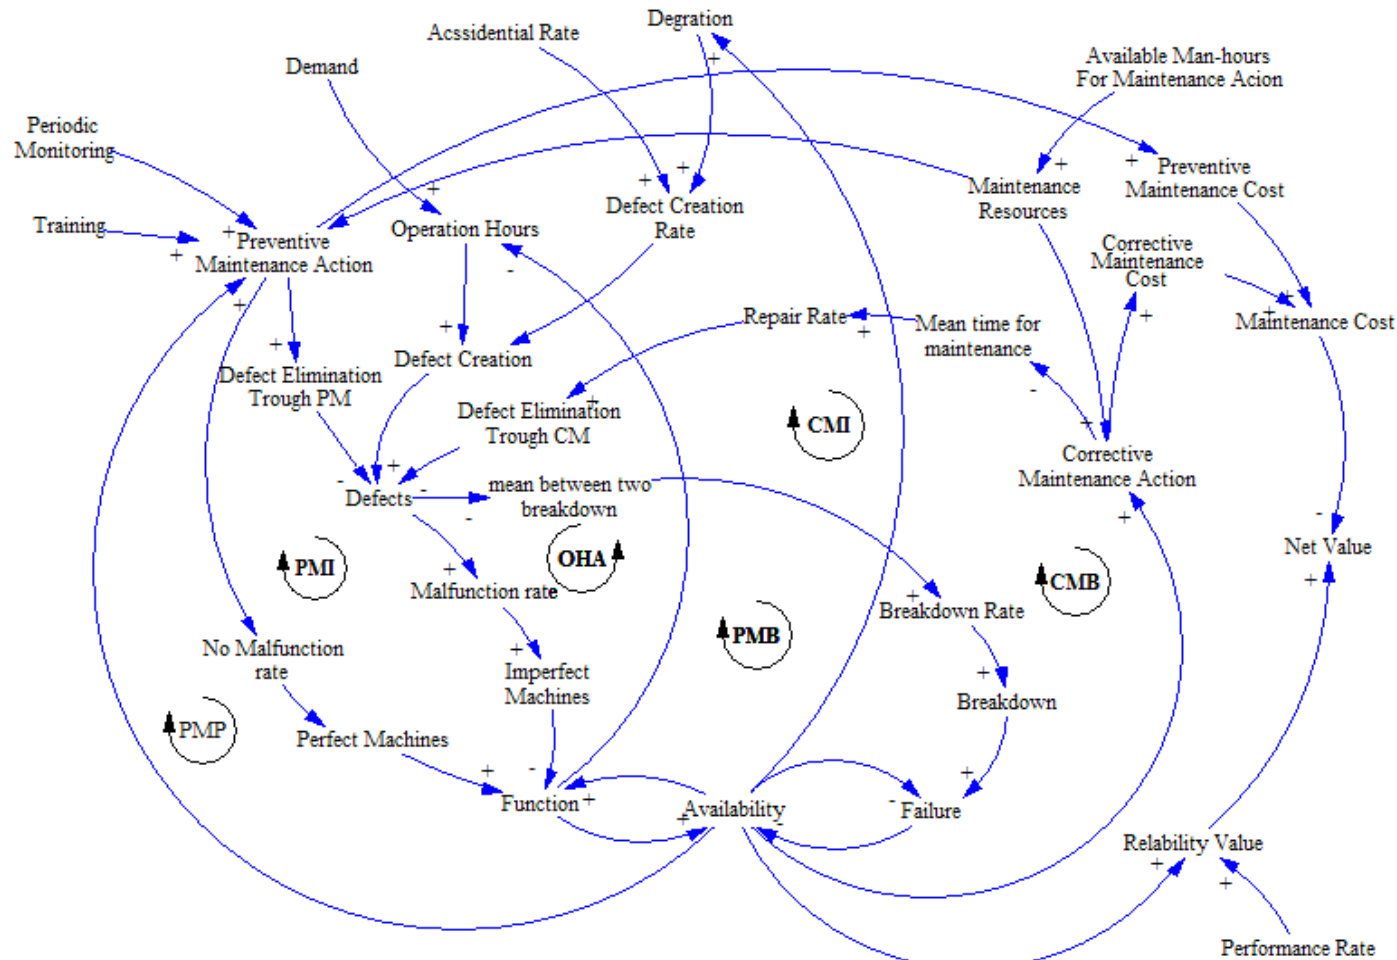 Degration
Acssidential Rate
Demand
Available Man-hours
For Maintenance Acion
Periodic
Monitoring
Training
Preventive
Maintenance Action
Operation Hours
Defect Creation
Rate
Maintenance
Resources
Preventive
Maintenance Cost
Corrective
Maintenance
Cost
Maintenance Cost
Repair Rate
Mean time for
maintenance
Defect Creation
Defect Elimination
Trough PM
Defect Elimination
Trough CM
CMI
Corrective
Maintenance Action
Defects
mean between two
breakdown
Net Value
PMI
OHA
CMB
Malfunction rate
Breakdown Rate
PMB
No Malfunction
rate
Imperfect
Machines
Breakdown
PMP
Perfect Machines
Function
Availability
Failure
Relability Value
Performance Rate